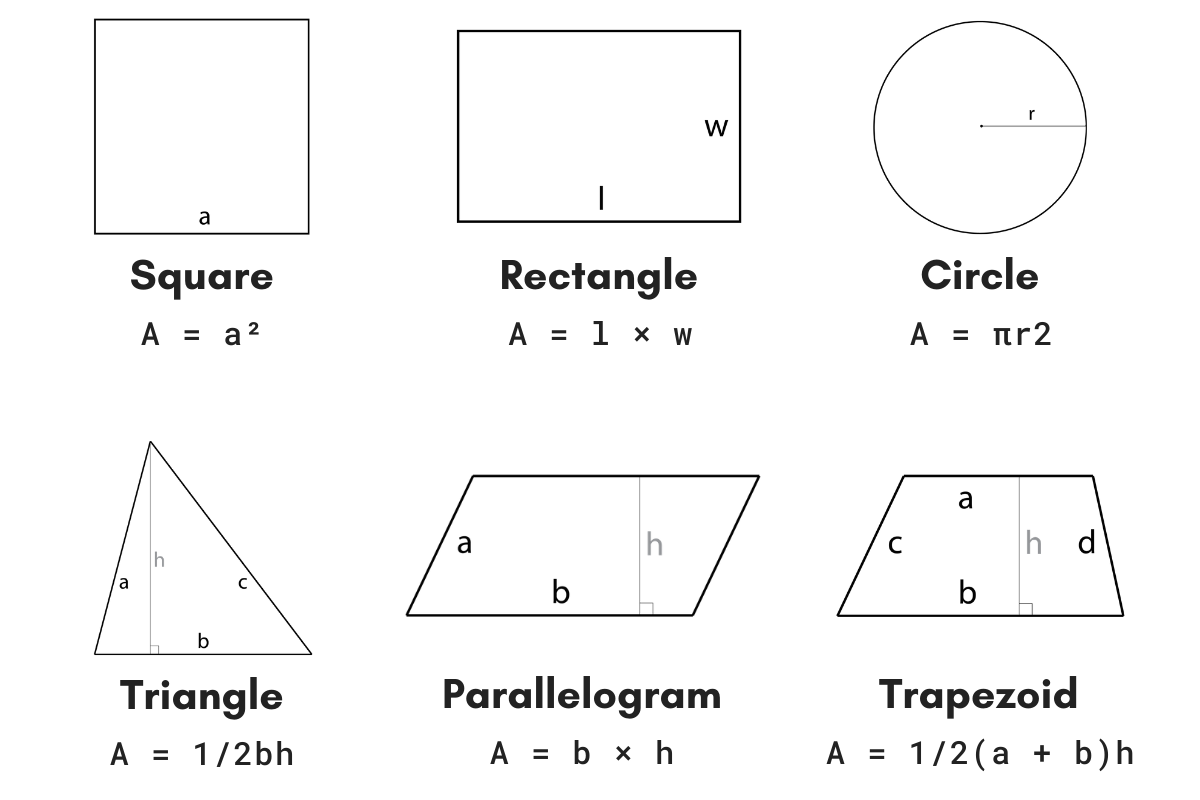 a
l
w
r
Square
Rectangle
Circle
A = a²
A = l × w
A = πr2
a
h
c
b
a
b
h
a
c
h
d
b
Triangle
Parallelogram
Trapezoid
A = 1/2bh
A = b × h
A = 1/2(a + b)h